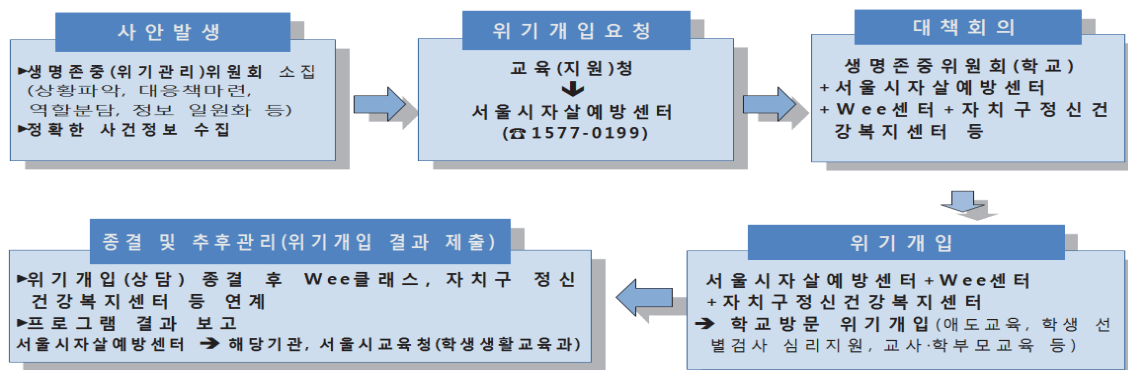 사안발생
►생명존중(위기관리)위원회 소집
(상황파악, 대응책마련,
역할분담, 정보 일원화 등)
►정확한 사건정보 수집
위기개입요청
교육(지원)청
↓
서울시자살예방센터
(☎1577-0199)
대책회의
생명존중위원회(학교)
+서울시자살예방센터
+Wee센터+자치구정신건
강복지센터 등
위기개입
서울시자살예방센터+Wee센터
+자치구정신건강복지센터
➔ 학교방문 위기개입(애도교육, 학생 선
별검사 심리지원, 교사·학부모교육 등)
종결 및 추후관리(위기개입 결과 제출)
►위기개입(상담) 종결 후 Wee클래스, 자치구 정신
건강복지센터 등 연계
►프로그램 결과 보고
서울시자살예방센터 ➔ 해당기관, 서울시교육청(학생생활교육과)